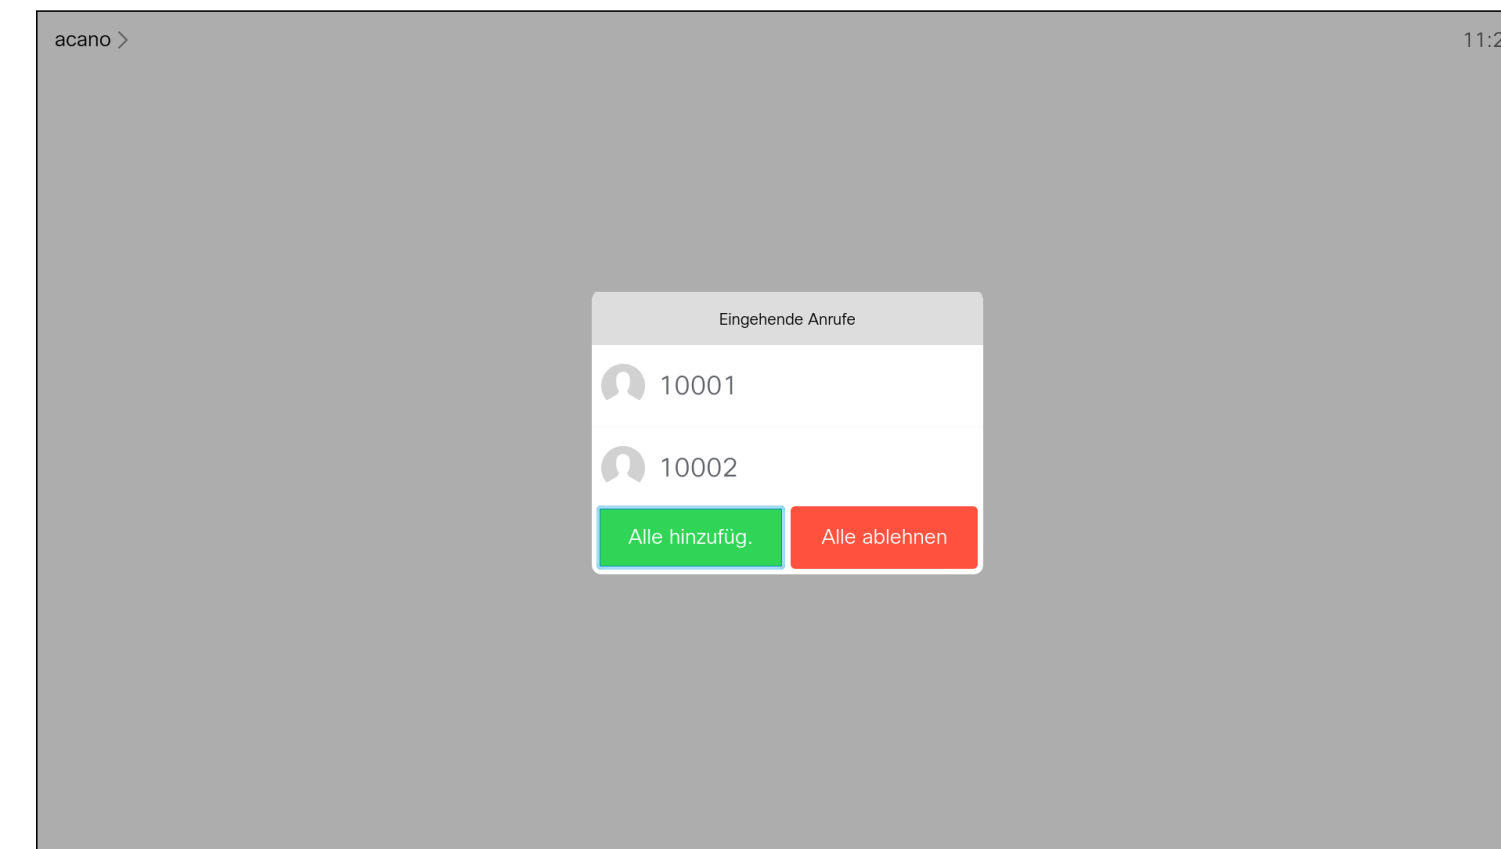 acano
Eingehende Anrufe
10001
10002
Alle hinzufüg.
Alle ablehnen